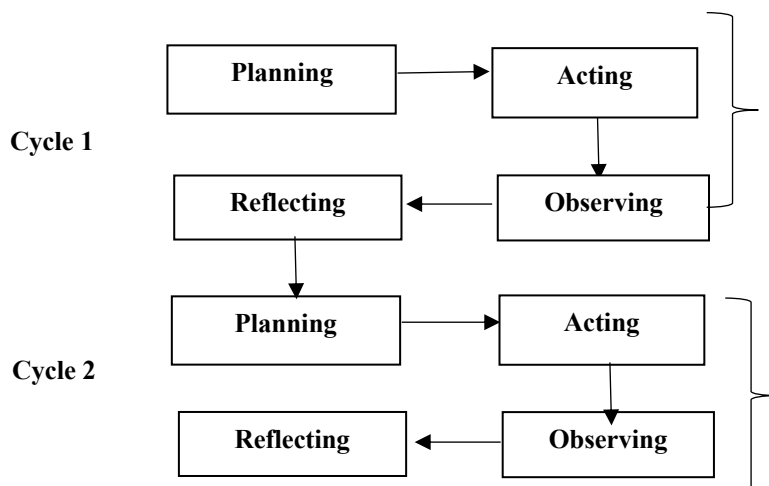 Planning
Acting
Cycle 1
Reflecting
Observing
Planning
Acting
Cycle 2
Reflecting
Observing